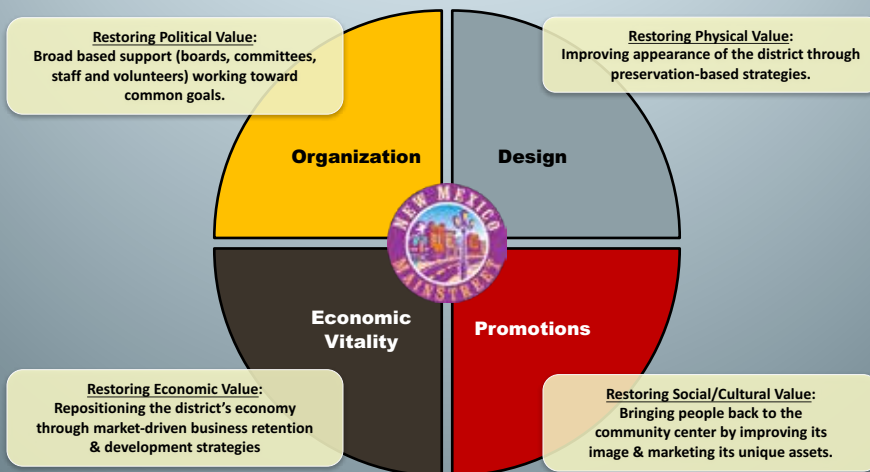 Restoring Political Value:
Broad based support (boards, committees,
staff and volunteers) working toward
common goals.
Restoring Physical Value:
Improving appearance of the district through
preservation-based strategies.
Organization
Design
NEW MEXICO
MAINSTREET
Economic
Vitality
Promotions
Restoring Economic Value:
Repositioning the district’s economy
through market-driven business retention
& development strategies
Restoring Social/Cultural Value:
Bringing people back to the
community center by improving its
image & marketing its unique assets.